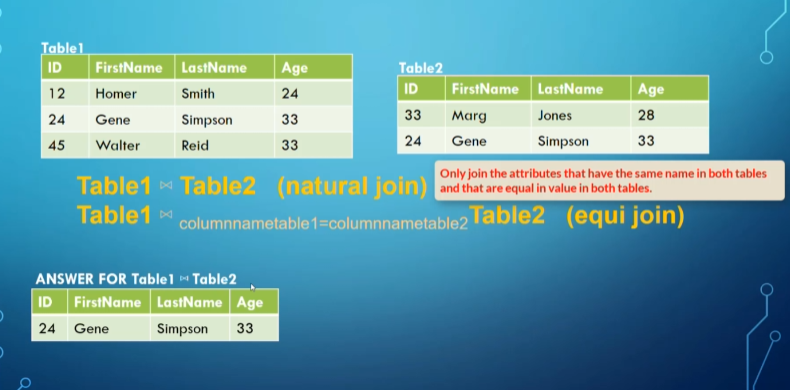 Table1
ID FirstName LastName Age
12 Homer Smith 24
24 Gene Simpson 33
45 Walter Reid 33
Table2
ID FirstName LastName Age
33 Marg Jones 28
24 Gene Simpson 33
Table1 ⋈ Table2 (natural join)
Only join the attributes that have the same name in both tables
and that are equal in value in both tables.
Table1 ⋈ columnnametable1=columnnametable2 Table2 (equi join)
ANSWER FOR Table1 ⋈ Table2
ID FirstName LastName Age
24 Gene Simpson 33